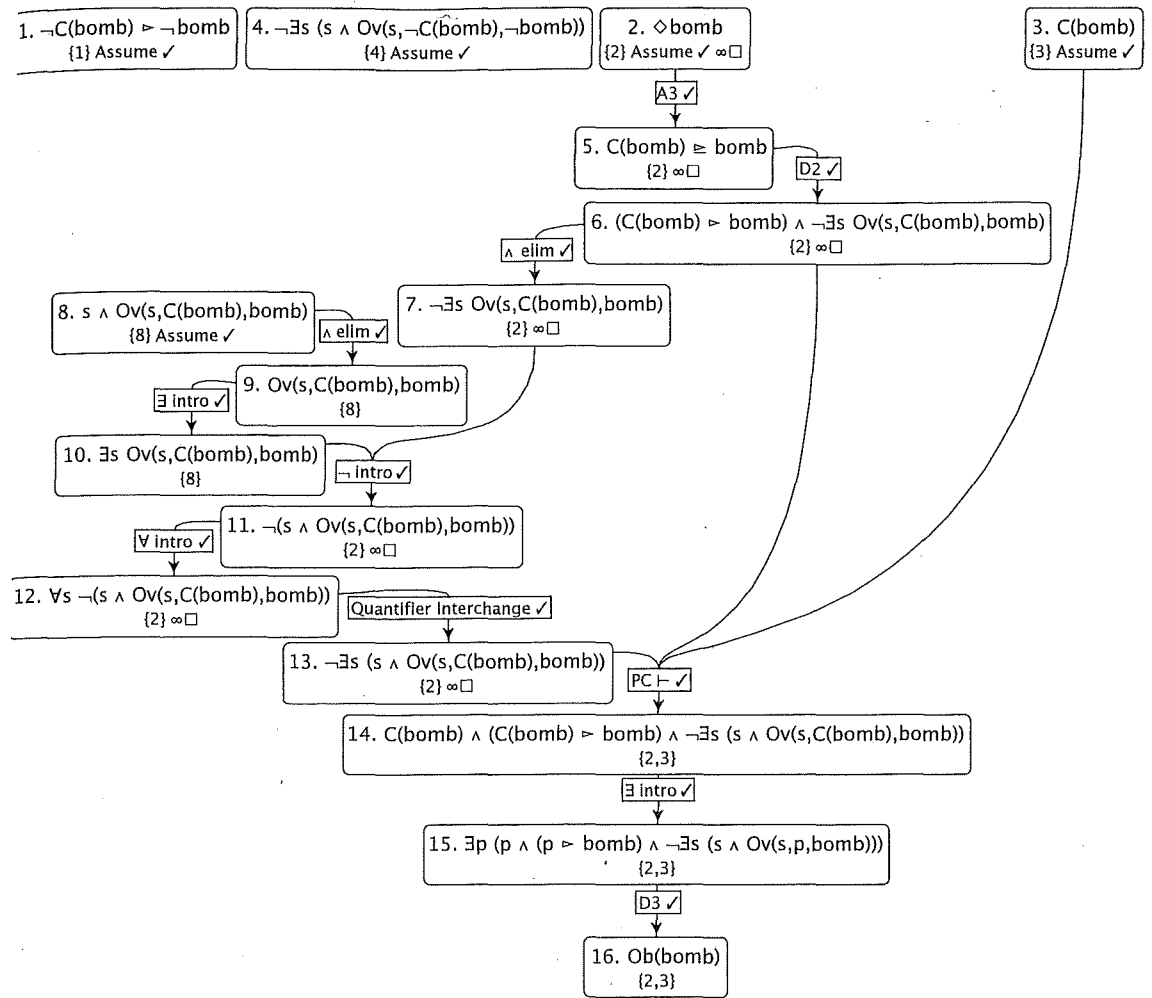 1. ¬C(bomb) ⊳ ¬bomb
{1} Assume ✓
4. ¬∃s (s ∧ Ov(s,¬C(bomb),¬bomb))
{4} Assume ✓
2. ◇bomb
{2} Assume ✓ ∞□
3. C(bomb)
{3} Assume ✓
A3 ✓
5. C(bomb) ⊵ bomb
{2} ∞□
D2 ✓
6. (C(bomb) ⊳ bomb) ∧ ¬∃s Ov(s,C(bomb),bomb)
{2} ∞□
∧ elim ✓
7. ¬∃s Ov(s,C(bomb),bomb)
{2} ∞□
8. s ∧ Ov(s,C(bomb),bomb)
{8} Assume ✓
∧ elim ✓
9. Ov(s,C(bomb),bomb)
{8}
∃ intro ✓
10. ∃s Ov(s,C(bomb),bomb)
{8}
¬ intro ✓
11. ¬(s ∧ Ov(s,C(bomb),bomb))
{2} ∞□
∀ intro ✓
12. ∀s ¬(s ∧ Ov(s,C(bomb),bomb))
{2} ∞□
Quantifier Interchange ✓
13. ¬∃s (s ∧ Ov(s,C(bomb),bomb))
{2} ∞□
PC ⊢ ✓
14. C(bomb) ∧ (C(bomb) ⊳ bomb) ∧ ¬∃s (s ∧ Ov(s,C(bomb),bomb))
{2,3}
∃ intro ✓
15. ∃p (p ∧ (p ⊳ bomb) ∧ ¬∃s (s ∧ Ov(s,p,bomb)))
{2,3}
D3 ✓
16. Ob(bomb)
{2,3}